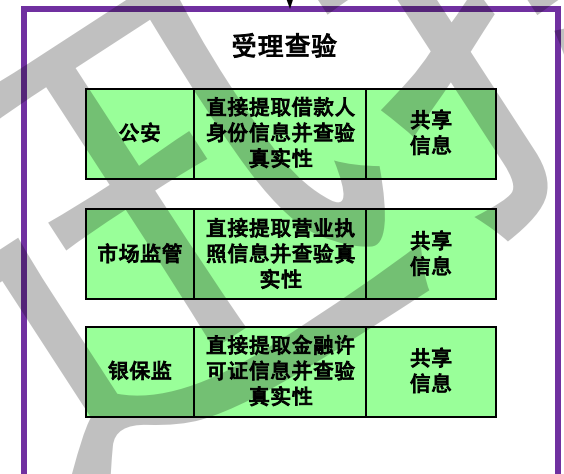 受理查验
公安
直接提取借款人
身份信息并查验
真实性
共享
信息
市场监管
直接提取营业执
照信息并查验真
实性
共享
信息
银保监
直接提取金融许
可证信息并查验
真实性
共享
信息